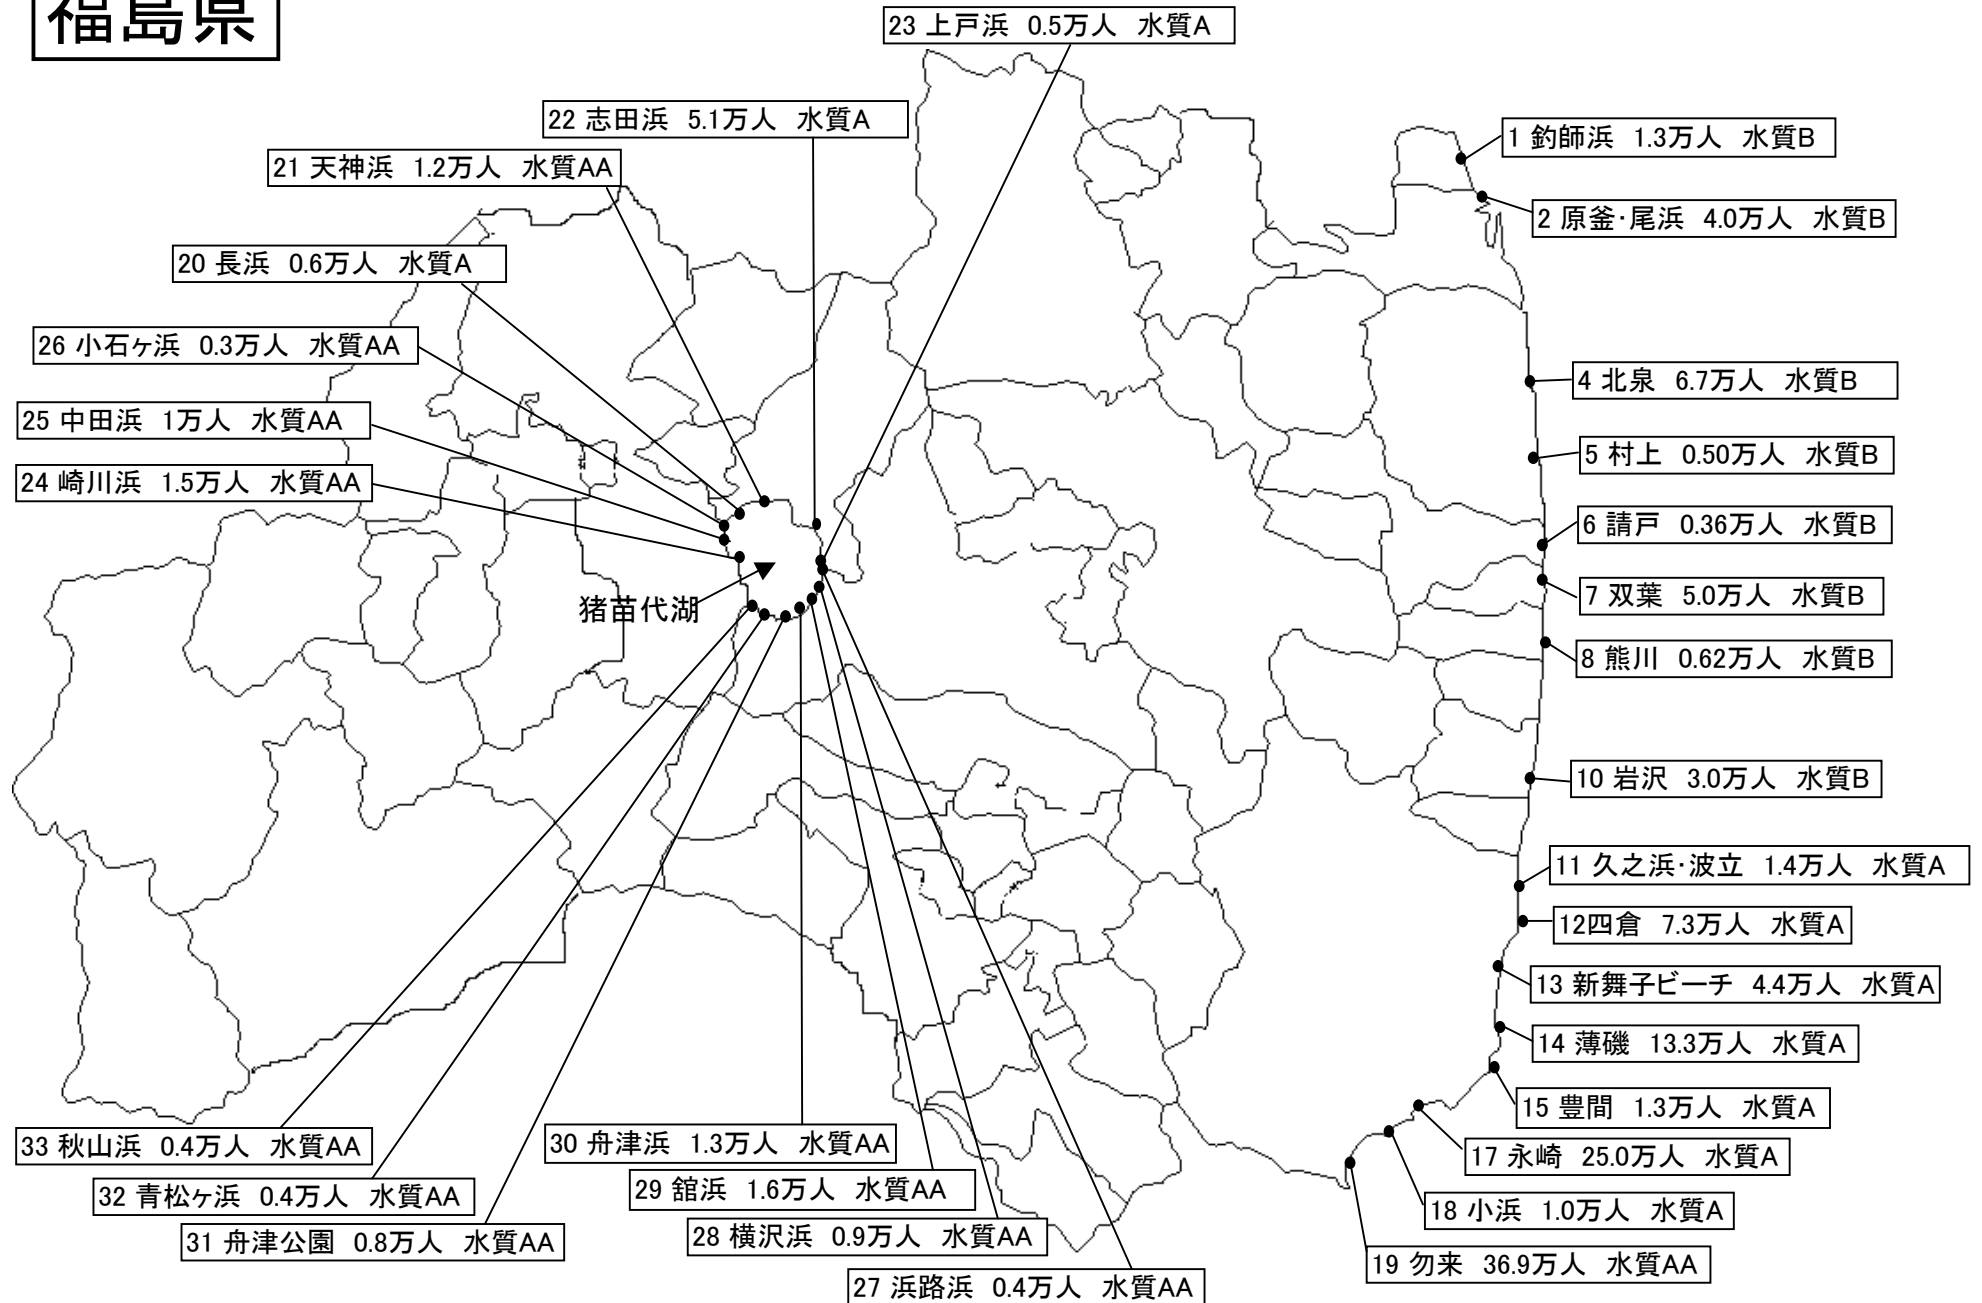 福島県
23 上戸浜 0.5万人 水質A
22 志田浜 5.1万人 水質A
21 天神浜 1.2万人 水質AA
20 長浜 0.6万人 水質A
26 小石ヶ浜 0.3万人 水質AA
25 中田浜 1万人 水質AA
24 崎川浜 1.5万人 水質AA
猪苗代湖
1 釣師浜 1.3万人 水質B
2 原釜･尾浜 4.0万人 水質B
4 北泉 6.7万人 水質B
5 村上 0.50万人 水質B
6 請戸 0.36万人 水質B
7 双葉 5.0万人 水質B
8 熊川 0.62万人 水質B
10 岩沢 3.0万人 水質B
11 久之浜･波立 1.4万人 水質A
12四倉 7.3万人 水質A
13 新舞子ビーチ 4.4万人 水質A
14 薄磯 13.3万人 水質A
15 豊間 1.3万人 水質A
17 永崎 25.0万人 水質A
18 小浜 1.0万人 水質A
19 勿来 36.9万人 水質AA
33 秋山浜 0.4万人 水質AA
32 青松ヶ浜 0.4万人 水質AA
31 舟津公園 0.8万人 水質AA
30 舟津浜 1.3万人 水質AA
29 舘浜 1.6万人 水質AA
28 横沢浜 0.9万人 水質AA
27 浜路浜 0.4万人 水質AA